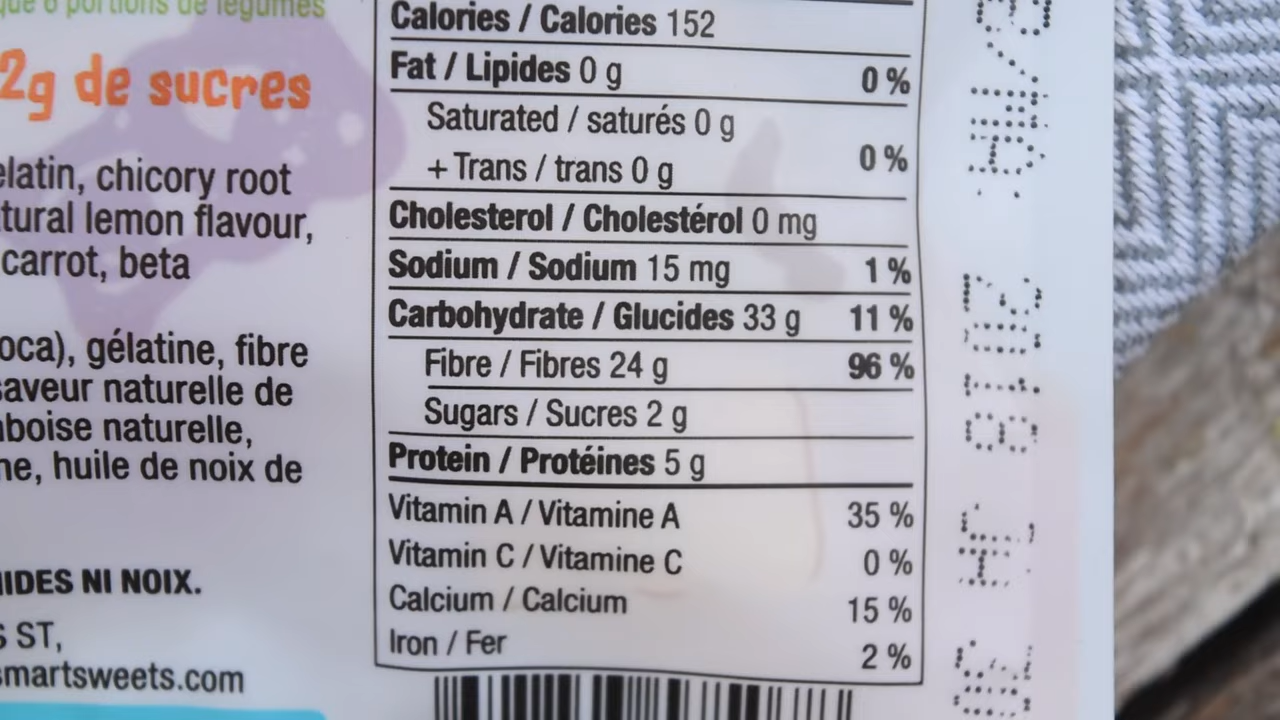 que 6 portions de légumes
2g de sucres
elatin, chicory root
tural lemon flavour,
carrot, beta
oca), gélatine, fibre
saveur naturelle de
mboise naturelle,
ne, huile de noix de
IDES NI NOIX.
S ST,
smartsweets.com
Calories / Calories 152
Fat / Lipides 0 g 0 %
Saturated / saturés 0 g
+ Trans / trans 0 g 0 %
Cholesterol / Cholestérol 0 mg
Sodium / Sodium 15 mg 1 %
Carbohydrate / Glucides 33 g 11 %
Fibre / Fibres 24 g 96 %
Sugars / Sucres 2 g
Protein / Protéines 5 g
Vitamin A / Vitamine A 35 %
Vitamin C / Vitamine C 0 %
Calcium / Calcium 15 %
Iron / Fer 2 %
2018